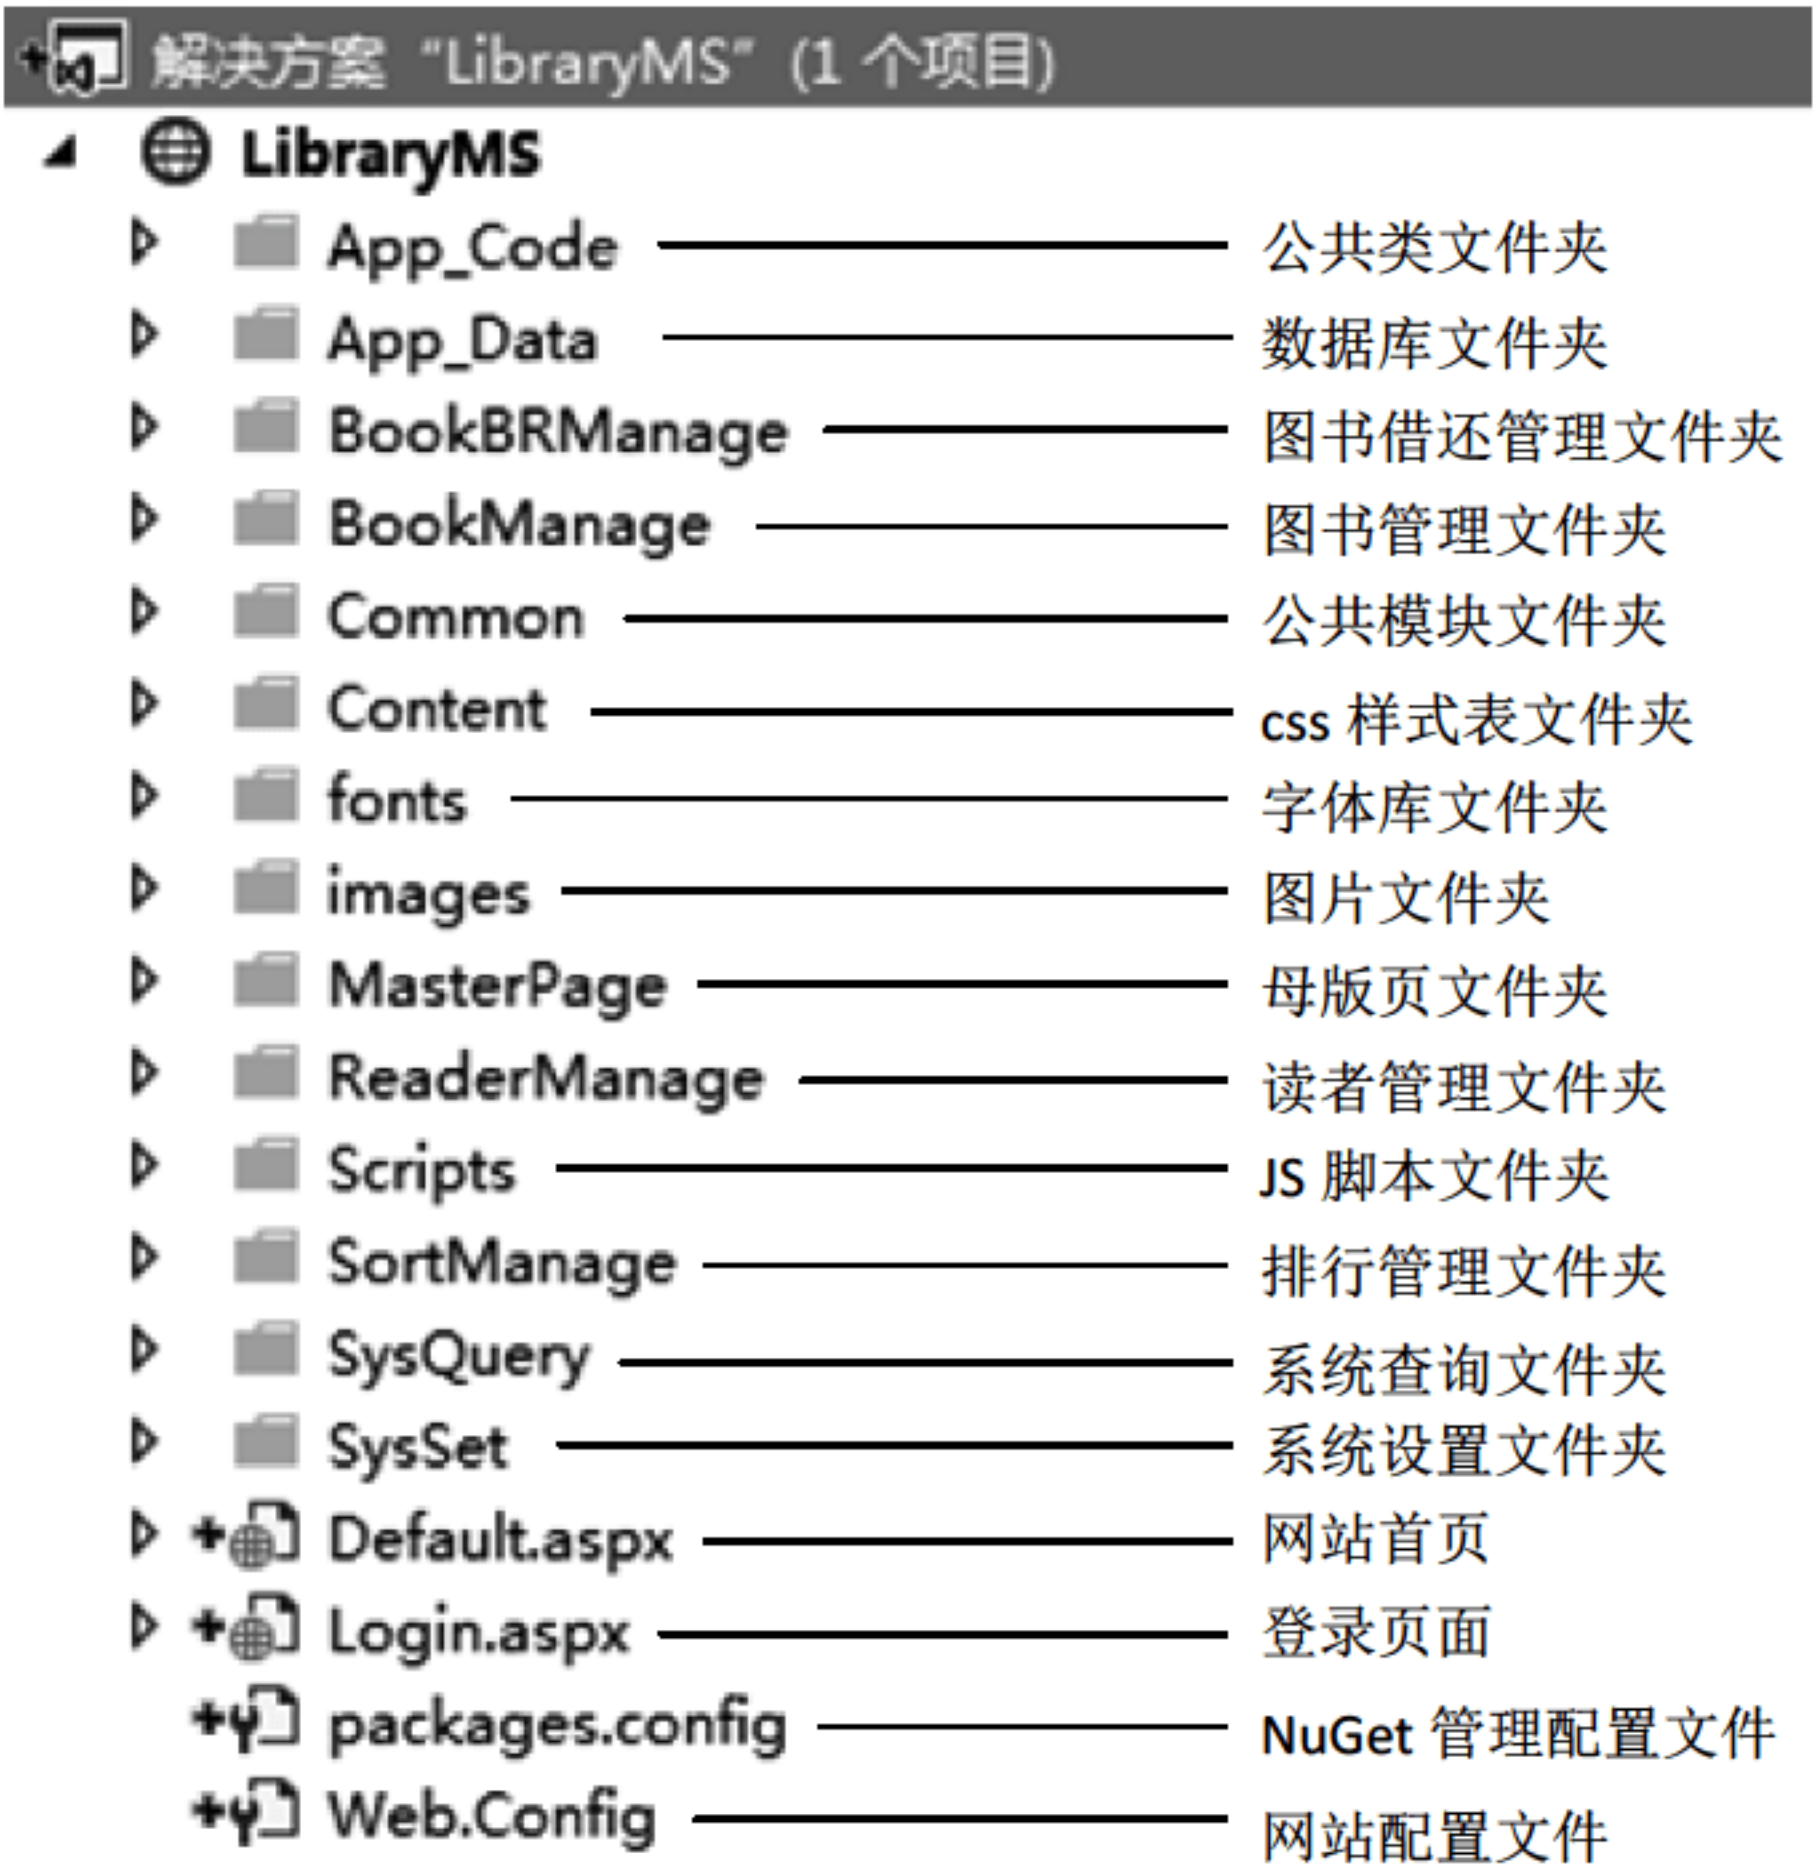 解决方案 “LibraryMS” (1 个项目)
LibraryMS
App_Code 公共类文件夹
App_Data 数据库文件夹
BookBRManage 图书借还管理文件夹
BookManage 图书管理文件夹
Common 公共模块文件夹
Content css 样式表文件夹
fonts 字体库文件夹
images 图片文件夹
MasterPage 母版页文件夹
ReaderManage 读者管理文件夹
Scripts JS 脚本文件夹
SortManage 排行管理文件夹
SysQuery 系统查询文件夹
SysSet 系统设置文件夹
Default.aspx 网站首页
Login.aspx 登录页面
packages.config NuGet 管理配置文件
Web.Config 网站配置文件